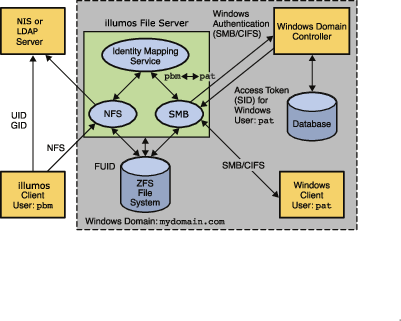 NIS or
LDAP
Server
illumos File Server
Identity Mapping
Service
pbm
pat
NFS
SMB
Windows
Authentication
(SMB/CIFS)
Windows Domain
Controller
Access Token
(SID) for
Windows
User: pat
Database
UID
GID
NFS
FUID
SMB/CIFS
ZFS
File
System
illumos
Client
User: pbm
Windows
Client
User: pat
Windows Domain: mydomain.com